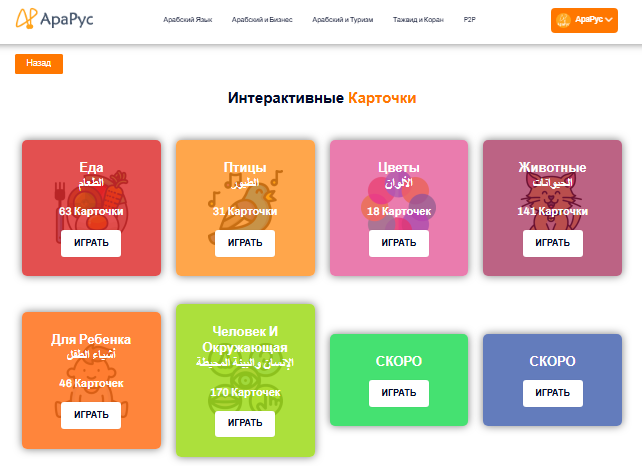 АраРус
Арабский Язык Арабский и Бизнес Арабский и Туризм Тажвид и Коран P2P
АраРус
Назад
Интерактивные Карточки
Еда
الطعام
63 Карточки
ИГРАТЬ
Птицы
الطيور
31 Карточки
ИГРАТЬ
Цветы
الألوان
18 Карточек
ИГРАТЬ
Животные
الحيوانات
141 Карточки
ИГРАТЬ
Для Ребенка
أشياء الطفل
46 Карточек
ИГРАТЬ
Человек И
Окружающая
الإنسان والبيئة المحيطة
170 Карточек
ИГРАТЬ
СКОРО
ИГРАТЬ
СКОРО
ИГРАТЬ